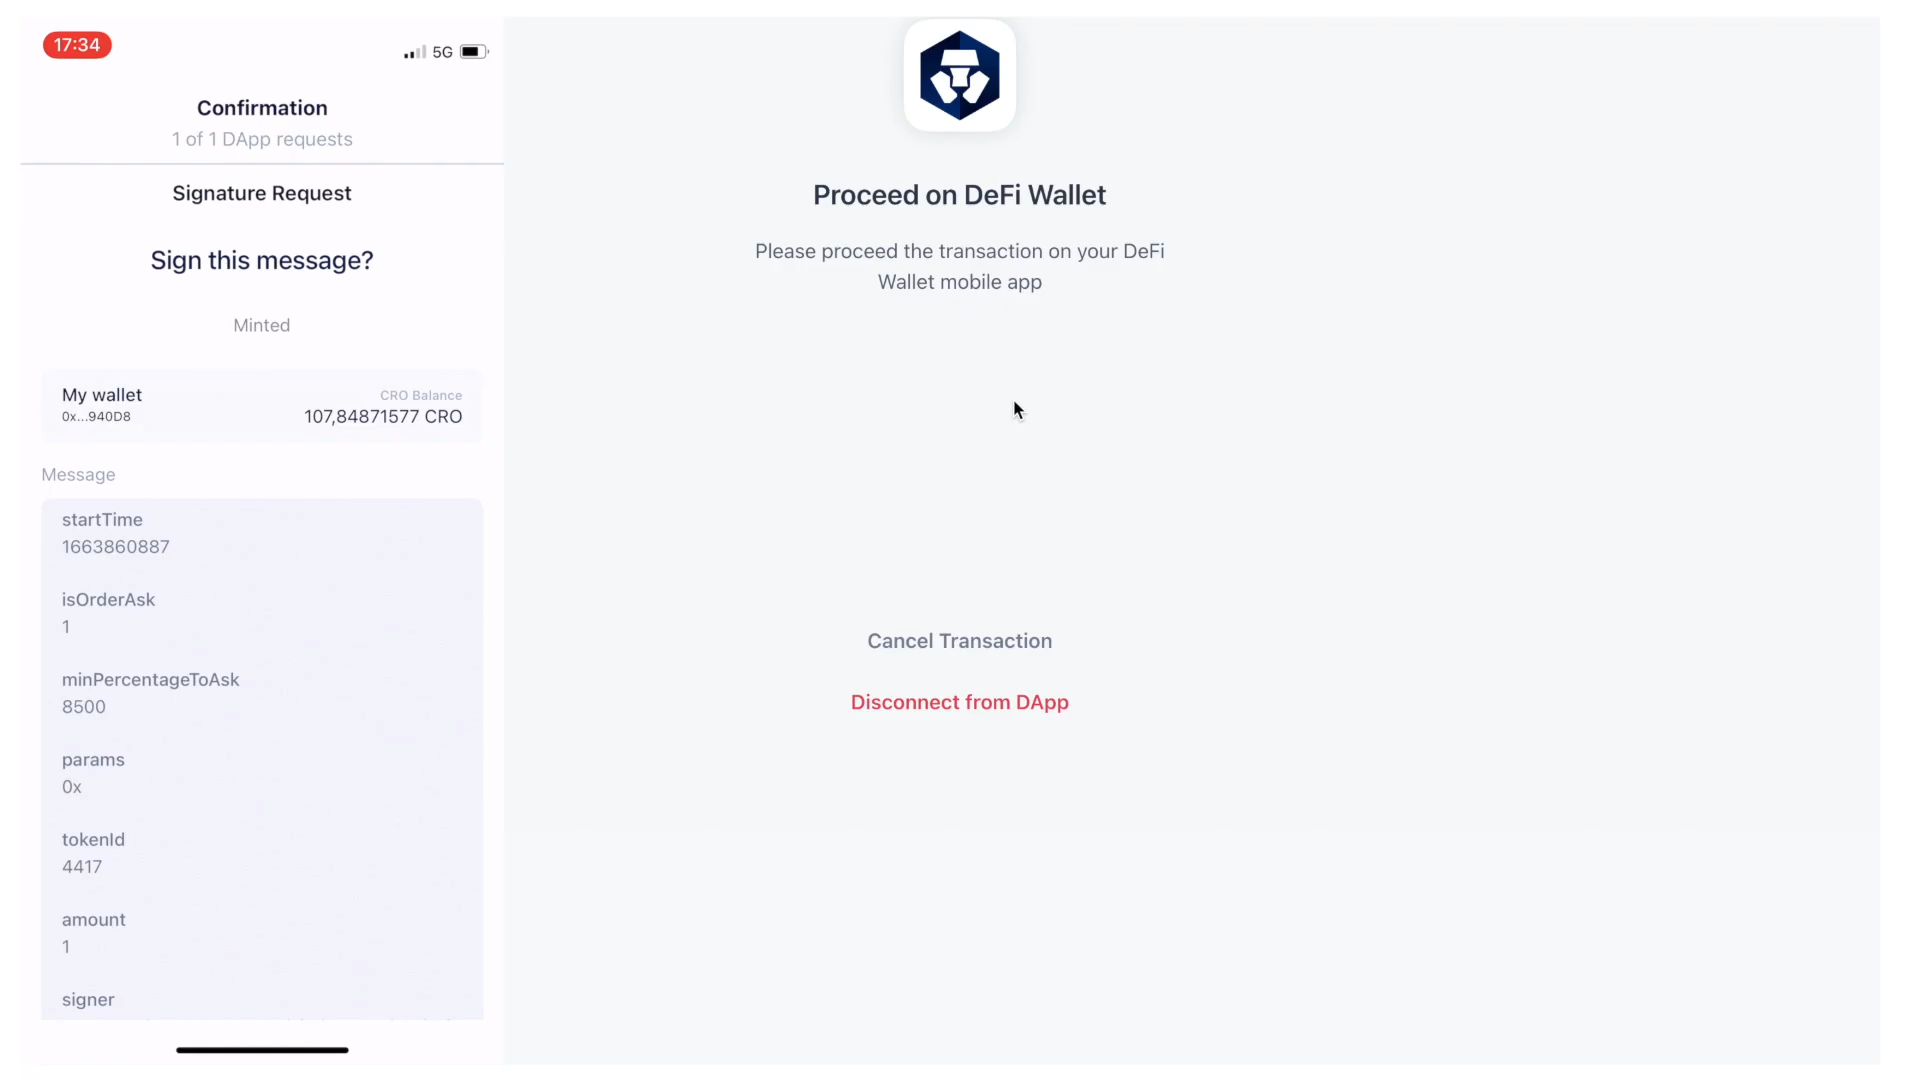 17:34
5G
Confirmation
1 of 1 DApp requests
Signature Request
Sign this message?
Minted
My wallet
CRO Balance
0x...940D8
107,84871577 CRO
Message
startTime
1663860887
isOrderAsk
1
minPercentageToAsk
8500
params
0x
tokenId
4417
amount
1
signer
Proceed on DeFi Wallet
Please proceed the transaction on your DeFi
Wallet mobile app
Cancel Transaction
Disconnect from DApp